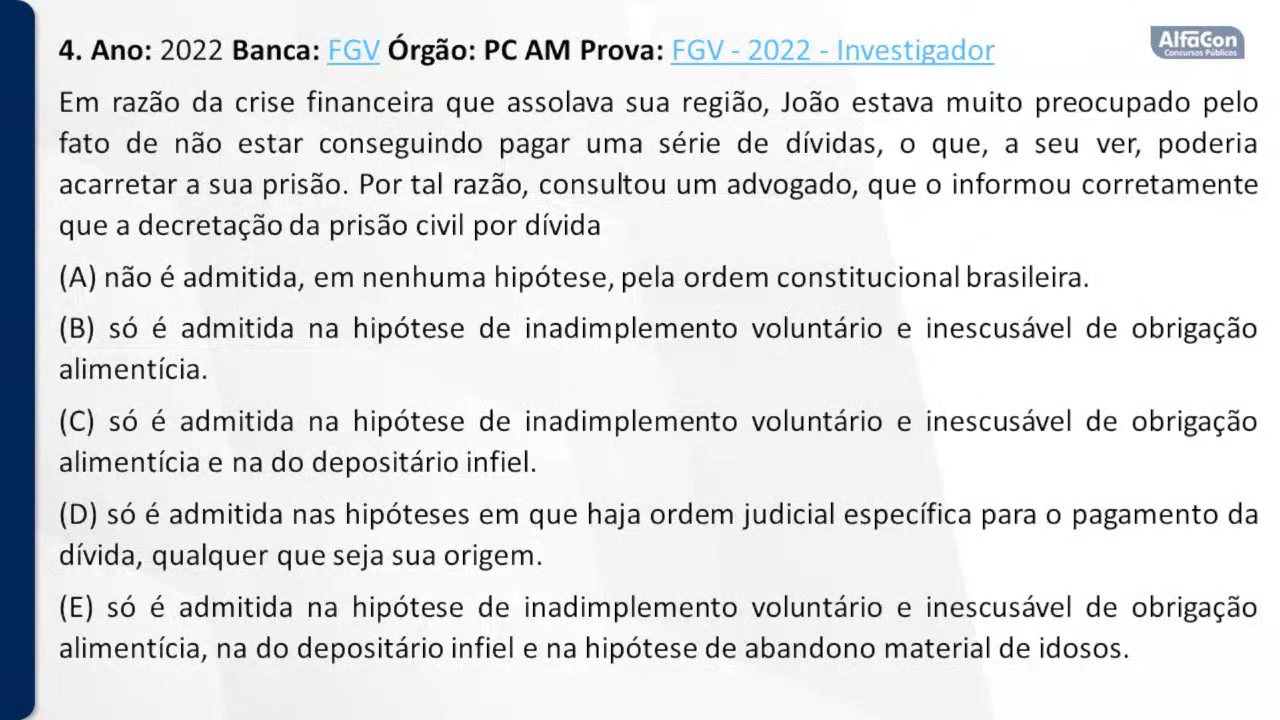 4. Ano: 2022 Banca: FGV Órgão: PC AM Prova: FGV - 2022 - Investigador
AlfaCon
Concursos Públicos
Em razão da crise financeira que assolava sua região, João estava muito preocupado pelo
fato de não estar conseguindo pagar uma série de dívidas, o que, a seu ver, poderia
acarretar a sua prisão. Por tal razão, consultou um advogado, que o informou corretamente
que a decretação da prisão civil por dívida
(A) não é admitida, em nenhuma hipótese, pela ordem constitucional brasileira.
(B) só é admitida na hipótese de inadimplemento voluntário e inescusável de obrigação
alimentícia.
(C) só é admitida na hipótese de inadimplemento voluntário e inescusável de obrigação
alimentícia e na do depositário infiel.
(D) só é admitida nas hipóteses em que haja ordem judicial específica para o pagamento da
dívida, qualquer que seja sua origem.
(E) só é admitida na hipótese de inadimplemento voluntário e inescusável de obrigação
alimentícia, na do depositário infiel e na hipótese de abandono material de idosos.